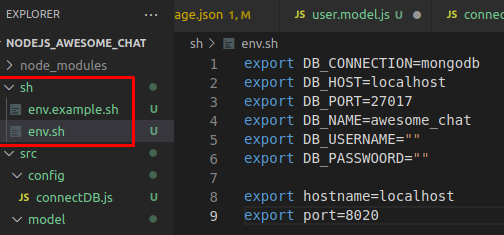 EXPLORER
age.json 1, M
JS user.model.js
JS connec
NODEJS_AWESOME_CHAT
node_modules
sh
env.example.sh U
env.sh U
src
config
JS connectDB.js U
model
sh > env.sh
1 export DB_CONNECTION=mongodb
2 export DB_HOST=localhost
3 export DB_PORT=27017
4 export DB_NAME=awesome_chat
5 export DB_USERNAME=""
6 export DB_PASSWOORD=""
7
8 export hostname=localhost
9 export port=8020